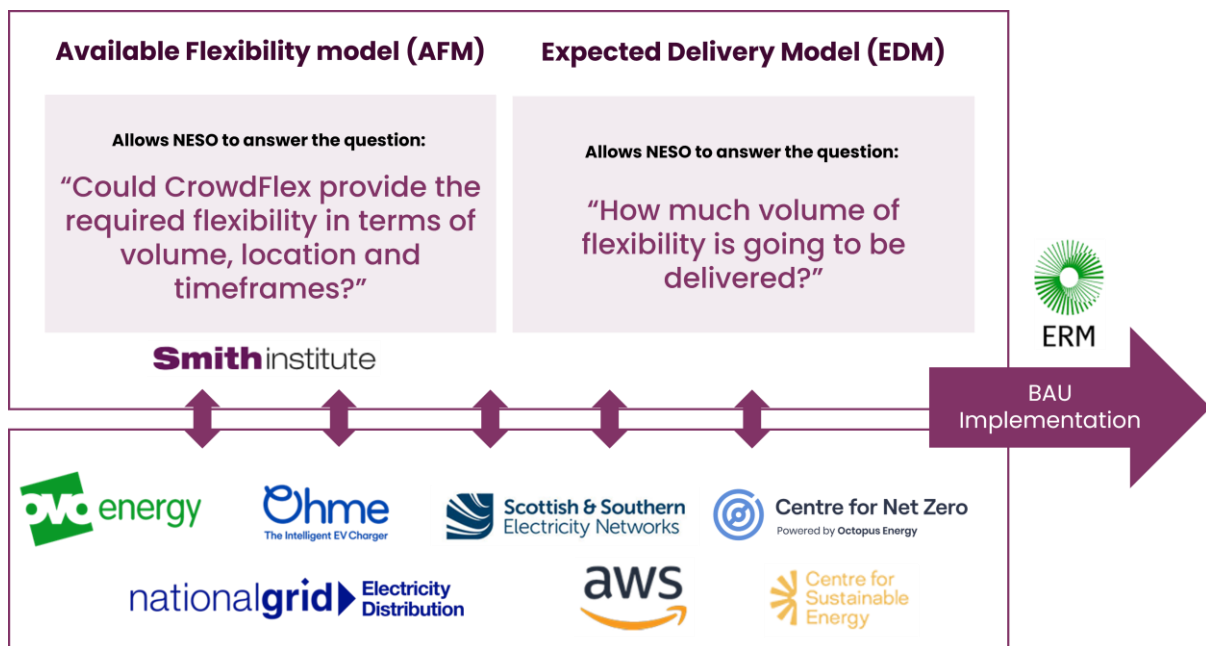 Available Flexibility model (AFM)
Expected Delivery Model (EDM)
Allows NESO to answer the question:
“Could CrowdFlex provide the
required flexibility in terms of
volume, location and
timeframes?”
Allows NESO to answer the question:
“How much volume of
flexibility is going to be
delivered?”
Smith institute
ERM
BAU
Implementation
ovo energy
Ohme
The Intelligent EV Charger
Scottish & Southern
Electricity Networks
Centre for Net Zero
Powered by Octopus Energy
nationalgrid
Electricity
Distribution
aws
Centre for
Sustainable
Energy